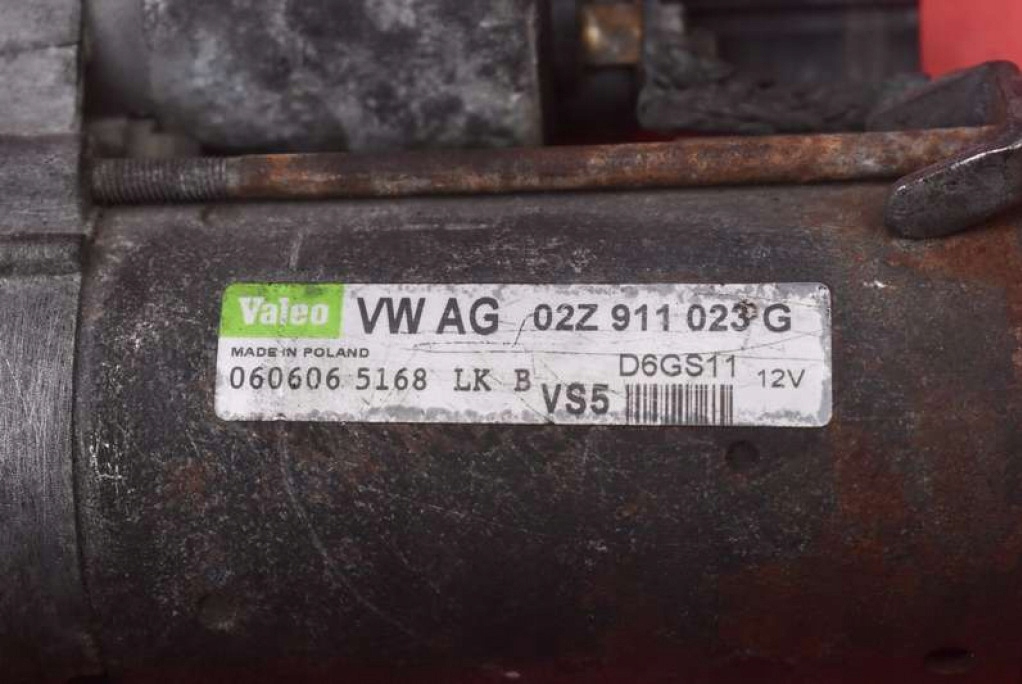 Valeo VW AG 02Z 911 023 G
MADE IN POLAND
D6GS11 12V
060606 5168 LK B VS5